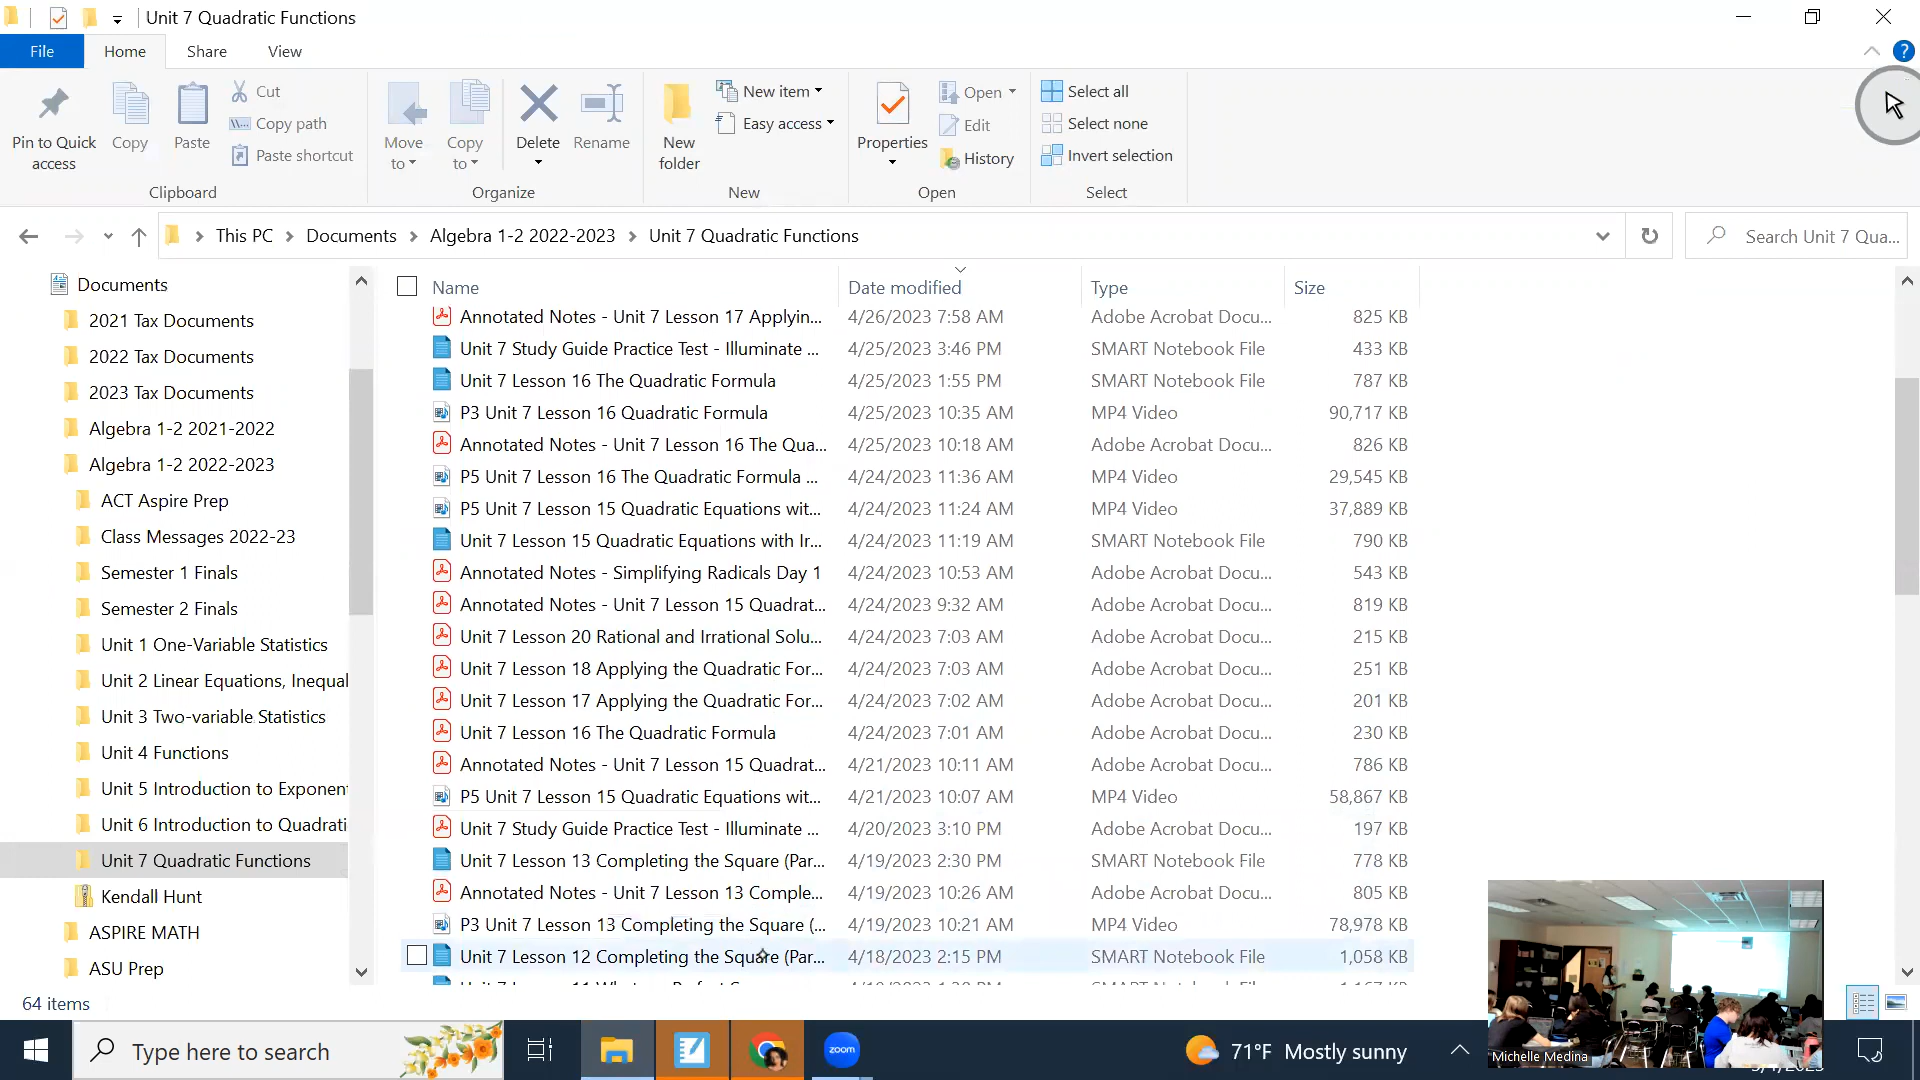 Unit 7 Quadratic Functions
File Home Share View
Pin to Quick access
Copy
Paste
Cut
Copy path
Paste shortcut
Clipboard
Move to
Copy to
Delete
Rename
Organize
New folder
New item
Easy access
New
Properties
Open
Edit
History
Open
Select all
Select none
Invert selection
Select
This PC Documents Algebra 1-2 2022-2023 Unit 7 Quadratic Functions
Search Unit 7 Qua...
Documents
2021 Tax Documents
2022 Tax Documents
2023 Tax Documents
Algebra 1-2 2021-2022
Algebra 1-2 2022-2023
ACT Aspire Prep
Class Messages 2022-23
Semester 1 Finals
Semester 2 Finals
Unit 1 One-Variable Statistics
Unit 2 Linear Equations, Inequal
Unit 3 Two-variable Statistics
Unit 4 Functions
Unit 5 Introduction to Exponen
Unit 6 Introduction to Quadrati
Unit 7 Quadratic Functions
Kendall Hunt
ASPIRE MATH
ASU Prep
Name Date modified Type Size
Annotated Notes - Unit 7 Lesson 17 Applyin... 4/26/2023 7:58 AM Adobe Acrobat Docu... 825 KB
Unit 7 Study Guide Practice Test - Illuminate ... 4/25/2023 3:46 PM SMART Notebook File 433 KB
Unit 7 Lesson 16 The Quadratic Formula 4/25/2023 1:55 PM SMART Notebook File 787 KB
P3 Unit 7 Lesson 16 Quadratic Formula 4/25/2023 10:35 AM MP4 Video 90,717 KB
Annotated Notes - Unit 7 Lesson 16 The Qua... 4/25/2023 10:18 AM Adobe Acrobat Docu... 826 KB
P5 Unit 7 Lesson 16 The Quadratic Formula ... 4/24/2023 11:36 AM MP4 Video 29,545 KB
P5 Unit 7 Lesson 15 Quadratic Equations wit... 4/24/2023 11:24 AM MP4 Video 37,889 KB
Unit 7 Lesson 15 Quadratic Equations with Ir... 4/24/2023 11:19 AM SMART Notebook File 790 KB
Annotated Notes - Simplifying Radicals Day 1 4/24/2023 10:53 AM Adobe Acrobat Docu... 543 KB
Annotated Notes - Unit 7 Lesson 15 Quadrat... 4/24/2023 9:32 AM Adobe Acrobat Docu... 819 KB
Unit 7 Lesson 20 Rational and Irrational Solu... 4/24/2023 7:03 AM Adobe Acrobat Docu... 215 KB
Unit 7 Lesson 18 Applying the Quadratic For... 4/24/2023 7:03 AM Adobe Acrobat Docu... 251 KB
Unit 7 Lesson 17 Applying the Quadratic For... 4/24/2023 7:02 AM Adobe Acrobat Docu... 201 KB
Unit 7 Lesson 16 The Quadratic Formula 4/24/2023 7:01 AM Adobe Acrobat Docu... 230 KB
Annotated Notes - Unit 7 Lesson 15 Quadrat... 4/21/2023 10:11 AM Adobe Acrobat Docu... 786 KB
P5 Unit 7 Lesson 15 Quadratic Equations wit... 4/21/2023 10:07 AM MP4 Video 58,867 KB
Unit 7 Study Guide Practice Test - Illuminate ... 4/20/2023 3:10 PM Adobe Acrobat Docu... 197 KB
Unit 7 Lesson 13 Completing the Square (Par... 4/19/2023 2:30 PM SMART Notebook File 778 KB
Annotated Notes - Unit 7 Lesson 13 Comple... 4/19/2023 10:26 AM Adobe Acrobat Docu... 805 KB
P3 Unit 7 Lesson 13 Completing the Square (... 4/19/2023 10:21 AM MP4 Video 78,978 KB
Unit 7 Lesson 12 Completing the Square (Par... 4/18/2023 2:15 PM SMART Notebook File 1,058 KB
64 items
Type here to search
zoom
71°F Mostly sunny
Michelle Medina